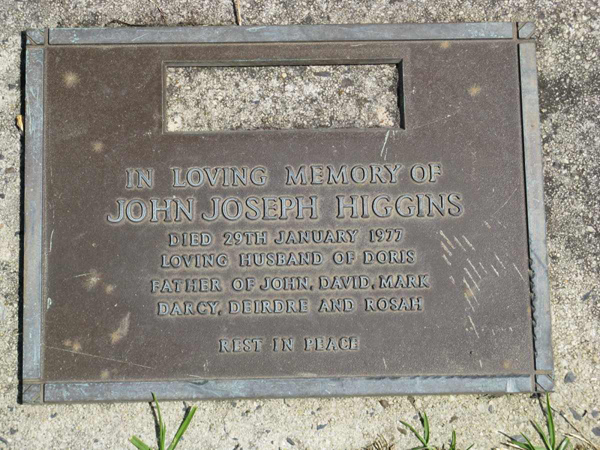 IN LOVING MEMORY OF
JOHN JOSEPH HIGGINS
DIED 29TH JANUARY 1977
LOVING HUSBAND OF DORIS
FATHER OF JOHN, DAVID, MARK
DARCY, DEIRDRE AND ROSAH
REST IN PEACE